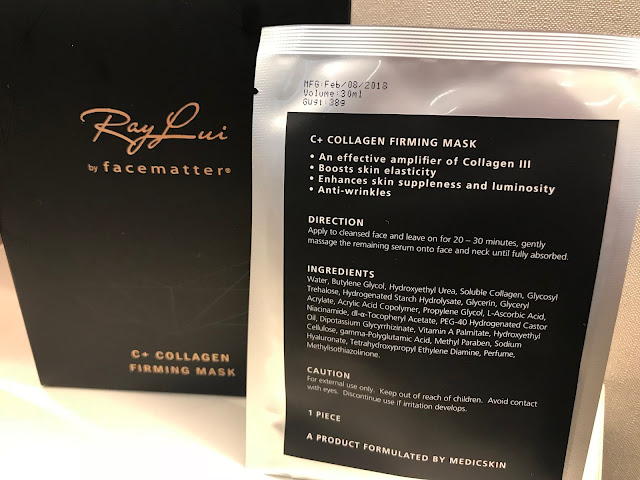 Ray Lui
by facematter®
C+ COLLAGEN
FIRMING MASK
MFG:Feb/08/2018
Volume:30ml
Gwgt:38g
C+ COLLAGEN FIRMING MASK
• An effective amplifier of Collagen III
• Boosts skin elasticity
• Enhances skin suppleness and luminosity
• Anti-wrinkles
DIRECTION
Apply to cleansed face and leave on for 20 – 30 minutes, gently
massage the remaining serum onto face and neck until fully absorbed.
INGREDIENTS
Water, Butylene Glycol, Hydroxyethyl Urea, Soluble Collagen, Glycosyl
Trehalose, Hydrogenated Starch Hydrolysate, Glycerin, Glyceryl
Acrylate, Acrylic Acid Copolymer, Propylene Glycol, L-Ascorbic Acid,
Niacinamide, dl-α-Tocopheryl Acetate, PEG-40 Hydrogenated Castor
Oil, Dipotassium Glycyrrhizinate, Vitamin A Palmitate, Hydroxyethyl
Cellulose, gamma-Polyglutamic Acid, Methyl Paraben, Sodium
Hyaluronate, Tetrahydroxypropyl Ethylene Diamine, Perfume,
Methylisothiazolinone.
CAUTION
For external use only. Keep out of reach of children. Avoid contact
with eyes. Discontinue use if irritation develops.
1 PIECE
A PRODUCT FORMULATED BY MEDICSKIN